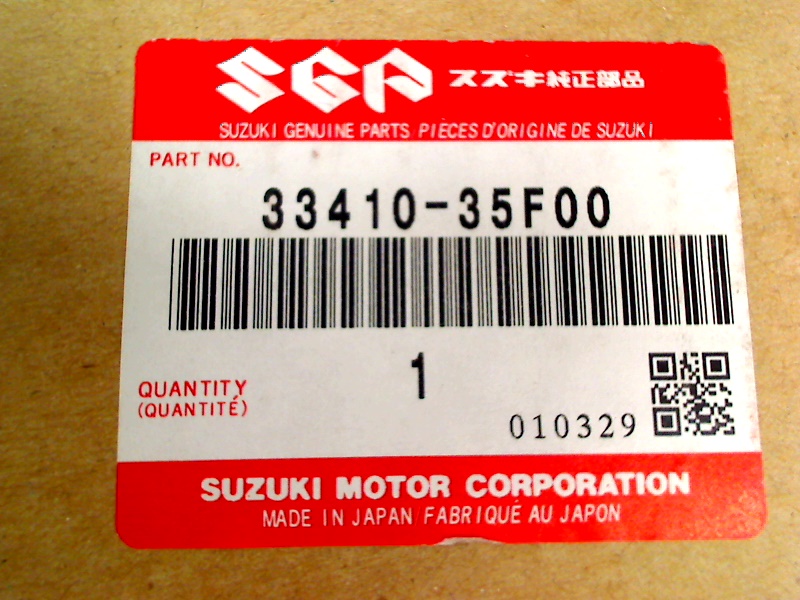 SGP スズキ純正部品
SUZUKI GENUINE PARTS/PIECES D'ORIGINE DE SUZUKI
PART NO.
33410-35F00
1
QUANTITY
(QUANTITÉ)
010329
SUZUKI MOTOR CORPORATION
MADE IN JAPAN/FABRIQUÉ AU JAPON